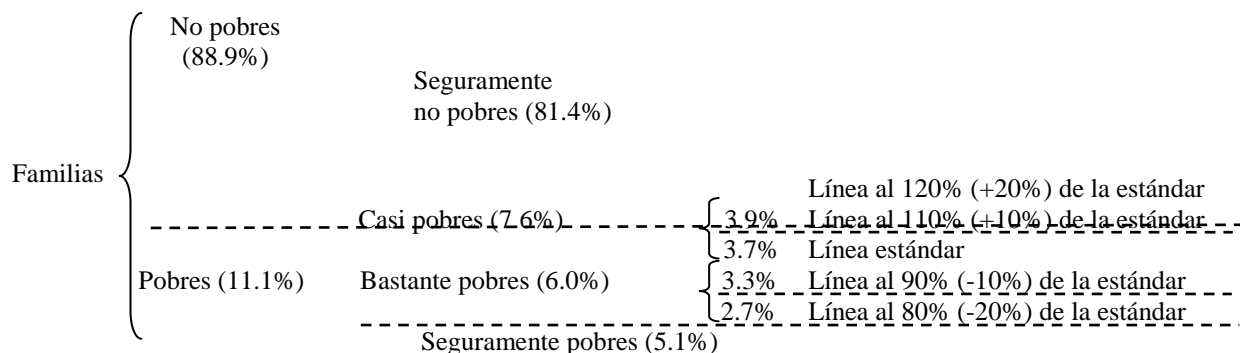 No pobres
(88.9%)
Seguramente
no pobres (81.4%)
Familias
Línea al 120% (+20%) de la estándar
Casi pobres (7.6%) 3.9% Línea al 110% (+10%) de la estándar
3.7% Línea estándar
Pobres (11.1%) Bastante pobres (6.0%) 3.3% Línea al 90% (-10%) de la estándar
2.7% Línea al 80% (-20%) de la estándar
Seguramente pobres (5.1%)